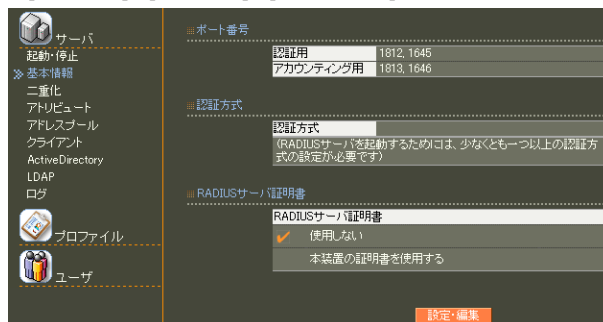 サーバ
起動・停止
基本情報
二重化
アトリビュート
アドレスプール
クライアント
ActiveDirectory
LDAP
ログ
プロファイル
ユーザ
ポート番号
認証用 1812, 1645
アカウンティング用 1813, 1646
認証方式
認証方式
(RADIUSサーバを起動するためには、少なくとも一つ以上の認証方
式の設定が必要です)
RADIUSサーバ証明書
RADIUSサーバ証明書
使用しない
本装置の証明書を使用する
設定・編集